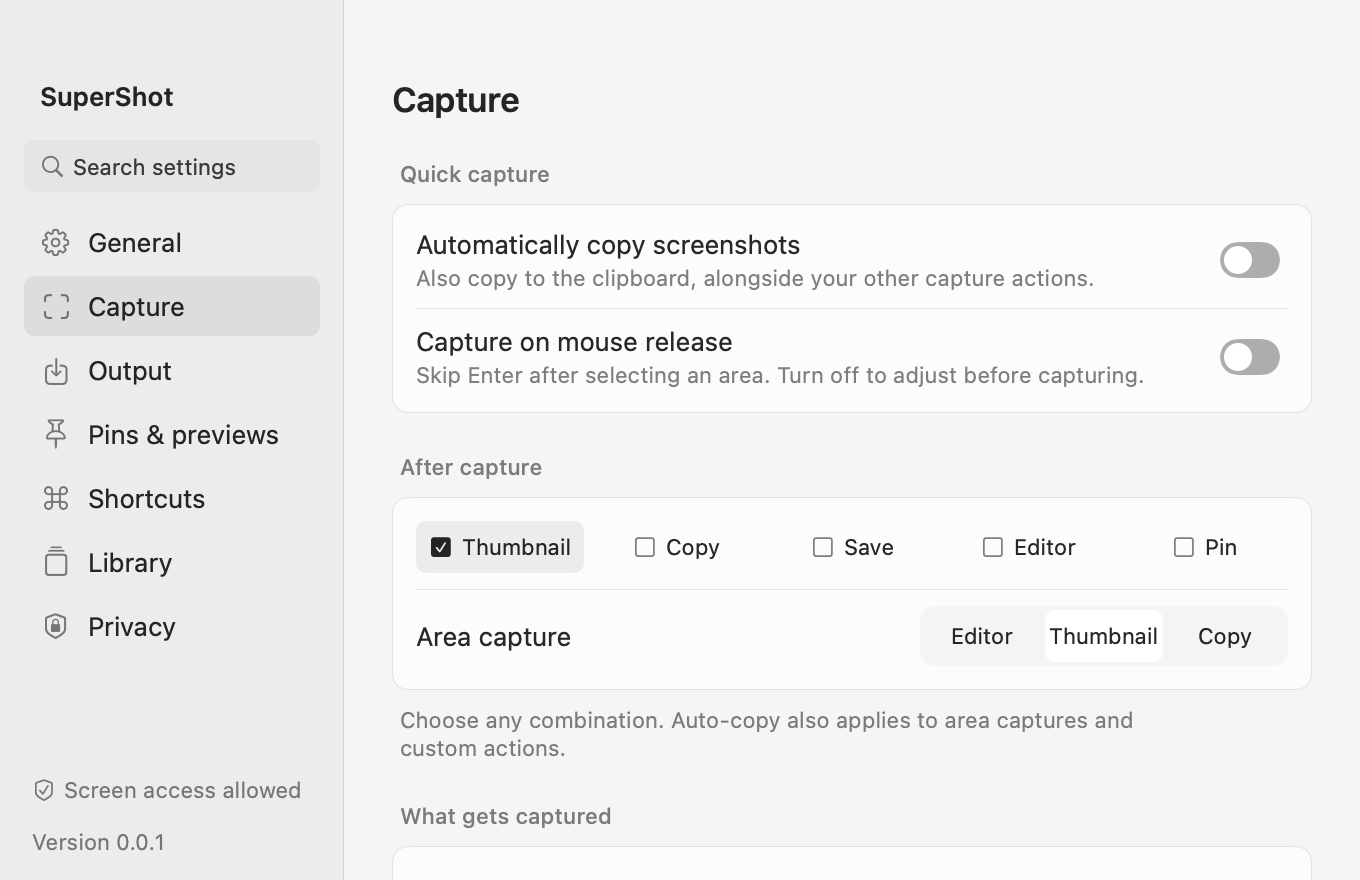 SuperShot
Search settings
General
Capture
Output
Pins & previews
Shortcuts
Library
Privacy
Screen access allowed
Version 0.0.1
Capture
Quick capture
Automatically copy screenshots
Also copy to the clipboard, alongside your other capture actions.
Capture on mouse release
Skip Enter after selecting an area. Turn off to adjust before capturing.
After capture
Thumbnail Copy Save Editor Pin
Area capture Editor Thumbnail Copy
Choose any combination. Auto-copy also applies to area captures and
custom actions.
What gets captured